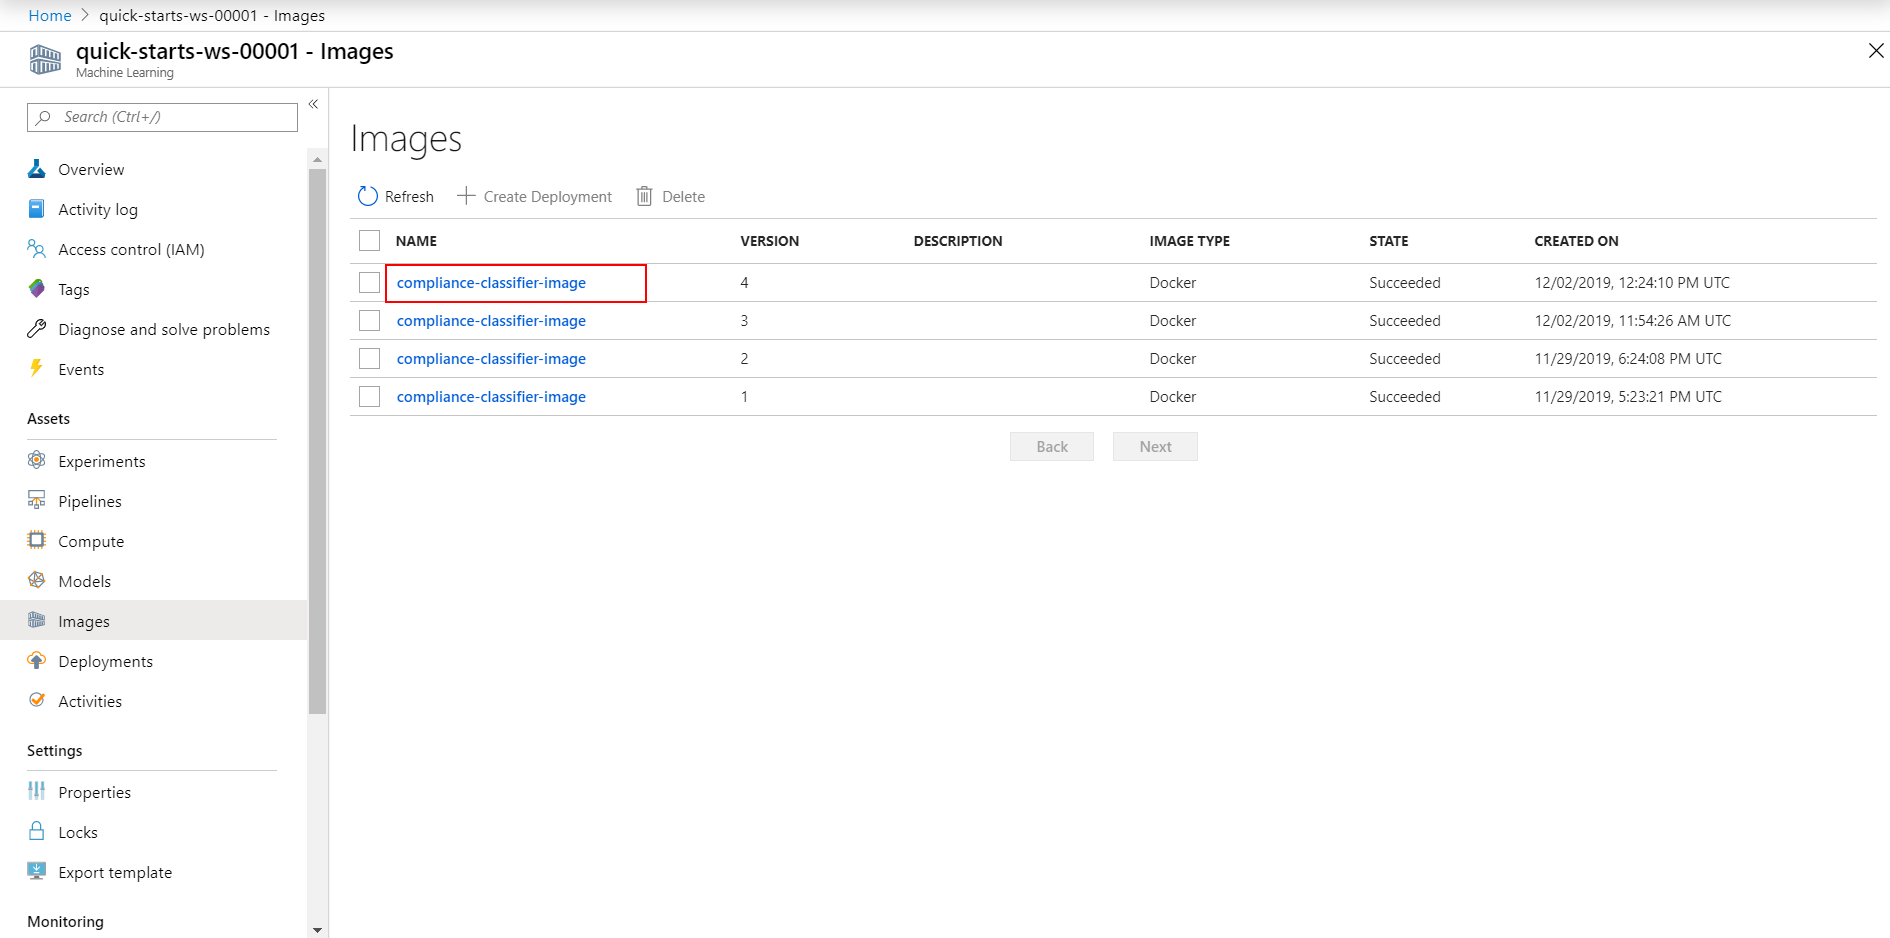 Home > quick-starts-ws-00001 - Images
quick-starts-ws-00001 - Images
Machine Learning
Search (Ctrl+/)
Overview
Activity log
Access control (IAM)
Tags
Diagnose and solve problems
Events
Assets
Experiments
Pipelines
Compute
Models
Images
Deployments
Activities
Settings
Properties
Locks
Export template
Monitoring
Images
Refresh Create Deployment Delete
NAME VERSION DESCRIPTION IMAGE TYPE STATE CREATED ON
compliance-classifier-image 4 Docker Succeeded 12/02/2019, 12:24:10 PM UTC
compliance-classifier-image 3 Docker Succeeded 12/02/2019, 11:54:26 AM UTC
compliance-classifier-image 2 Docker Succeeded 11/29/2019, 6:24:08 PM UTC
compliance-classifier-image 1 Docker Succeeded 11/29/2019, 5:23:21 PM UTC
Back Next